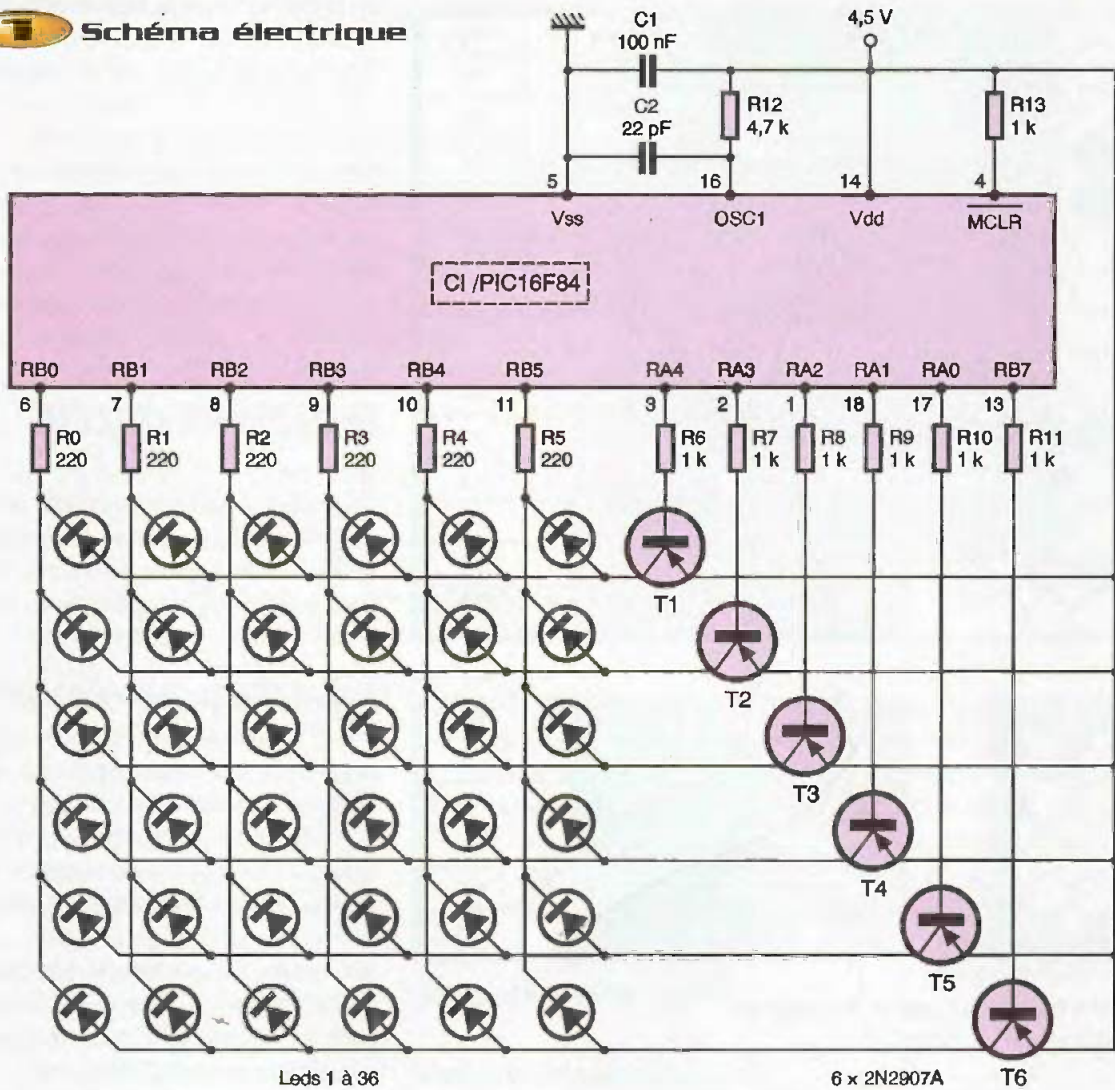 1 Schéma électrique
C1
100 nF
4,5 V
C2
22 pF
R12
4,7 k
R13
1 k
5
16
14
4
Vss
OSC1
Vdd
MCLR
CI /PIC16F84
RB0
RB1
RB2
RB3
RB4
RB5
RA4
RA3
RA2
RA1
RA0
RB7
6
7
8
9
10
11
3
2
1
18
17
13
R0
220
R1
220
R2
220
R3
220
R4
220
R5
220
R6
1 k
R7
1 k
R8
1 k
R9
1 k
R10
1 k
R11
1 k
T1
T2
T3
T4
T5
T6
Leds 1 à 36
6 x 2N2907A